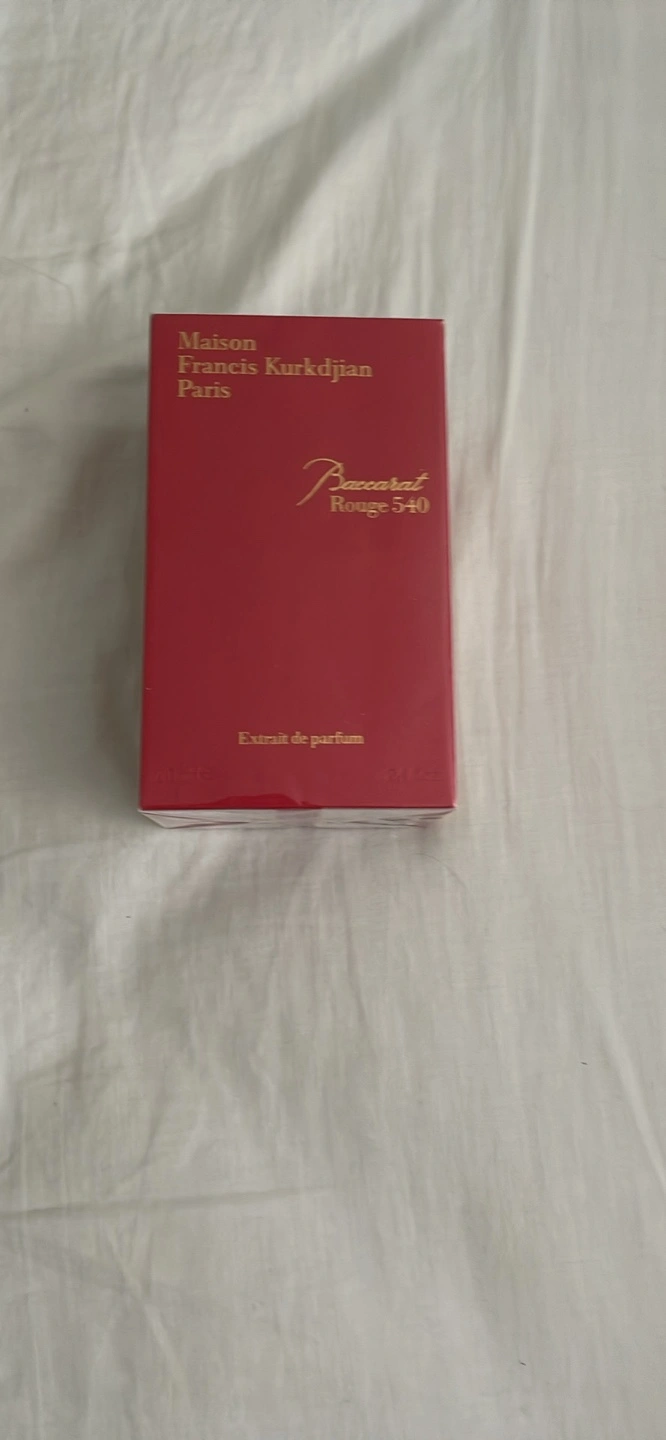 Maison
Francis Kurkdjian
Paris
Baccarat
Rouge 540
Extrait de parfum